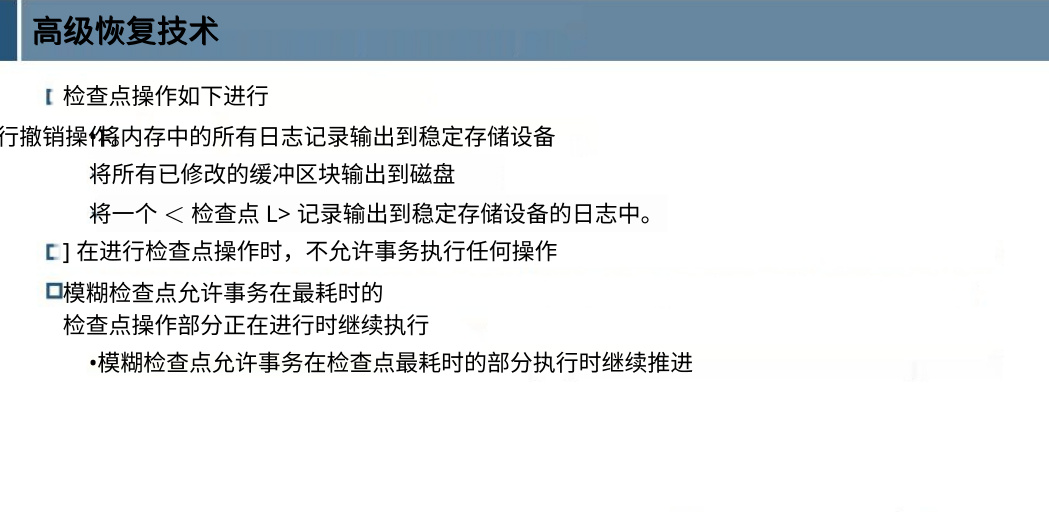 高级恢复技术
检查点操作如下进行
行撤销操作。
•将内存中的所有日志记录输出到稳定存储设备
将所有已修改的缓冲区块输出到磁盘
将一个 < 检查点 L> 记录输出到稳定存储设备的日志中。
] 在进行检查点操作时，不允许事务执行任何操作
模糊检查点允许事务在最耗时的
检查点操作部分正在进行时继续执行
•模糊检查点允许事务在检查点最耗时的部分执行时继续推进